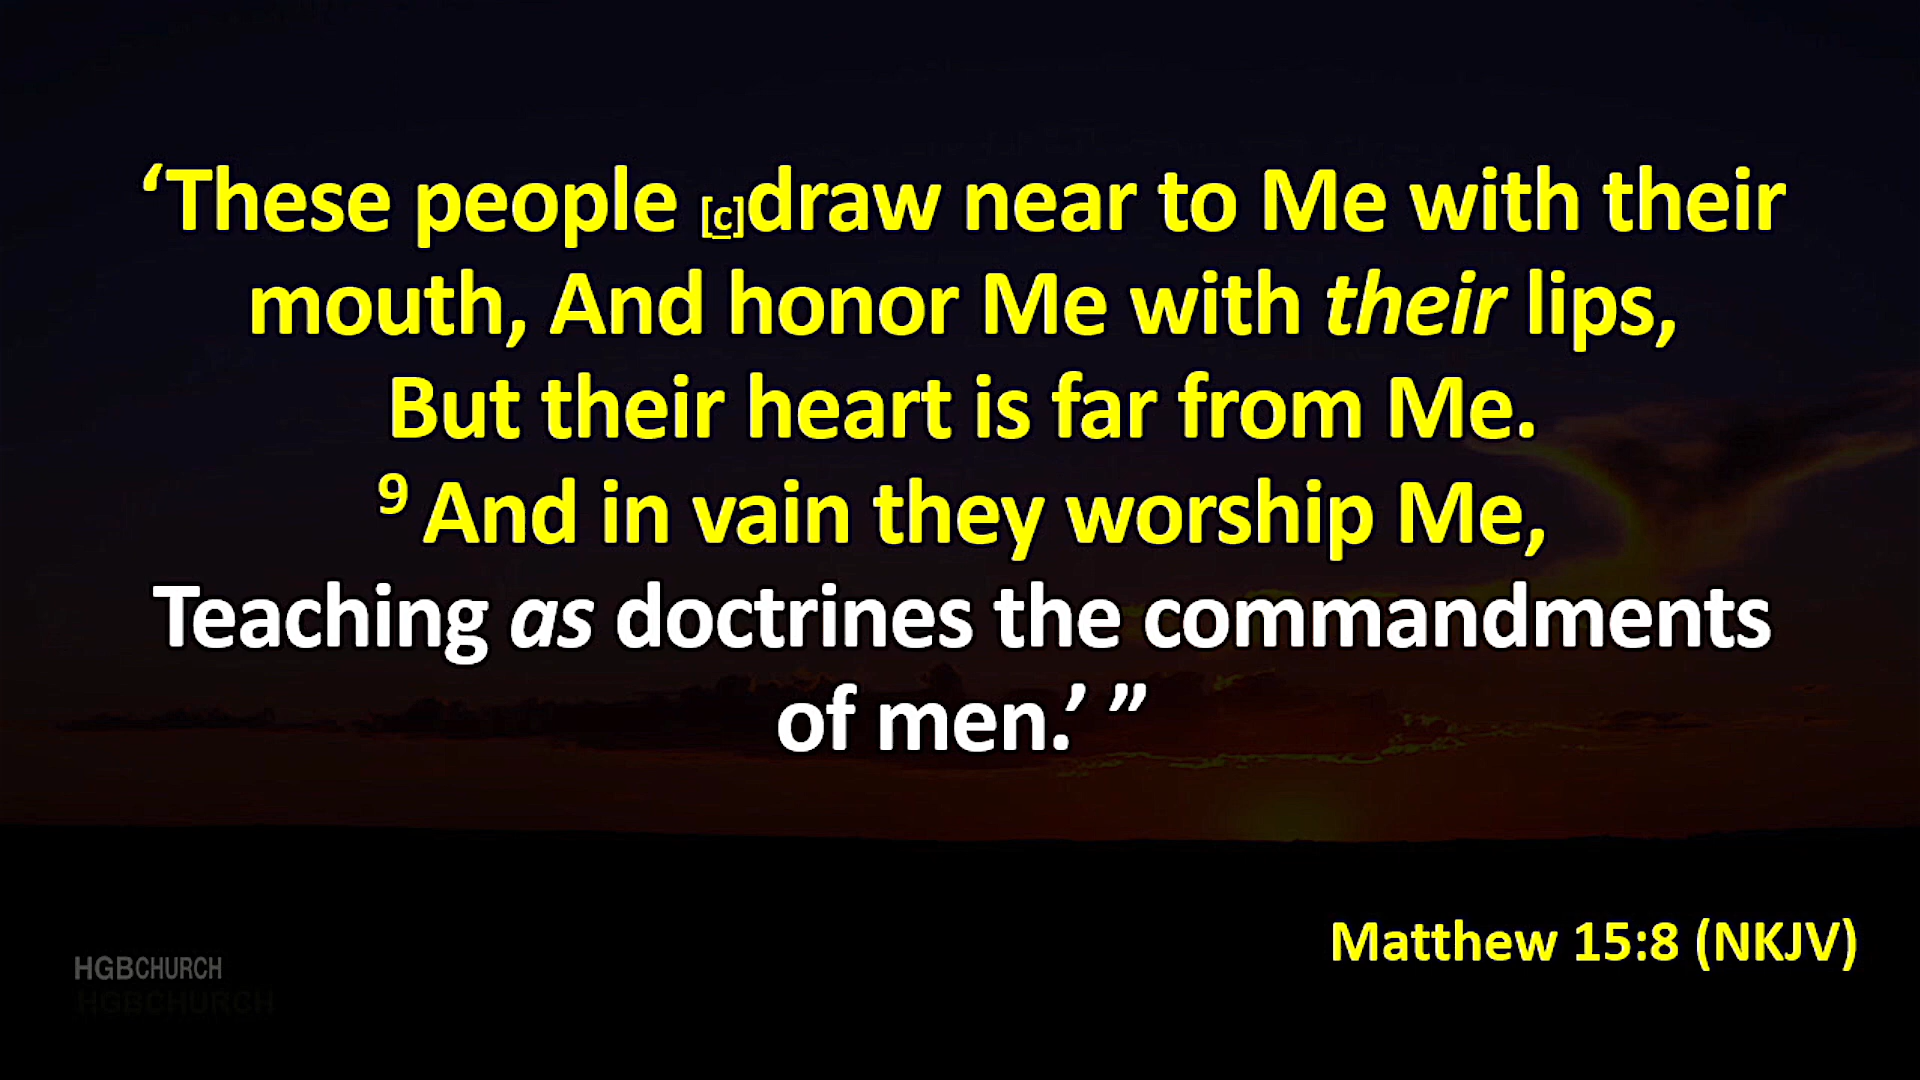 ‘These people [c]draw near to Me with their
mouth, And honor Me with their lips,
But their heart is far from Me.
9 And in vain they worship Me,
Teaching as doctrines the commandments
of men.’ ”
Matthew 15:8 (NKJV)
HGBCHURCH
HGBCHURCH